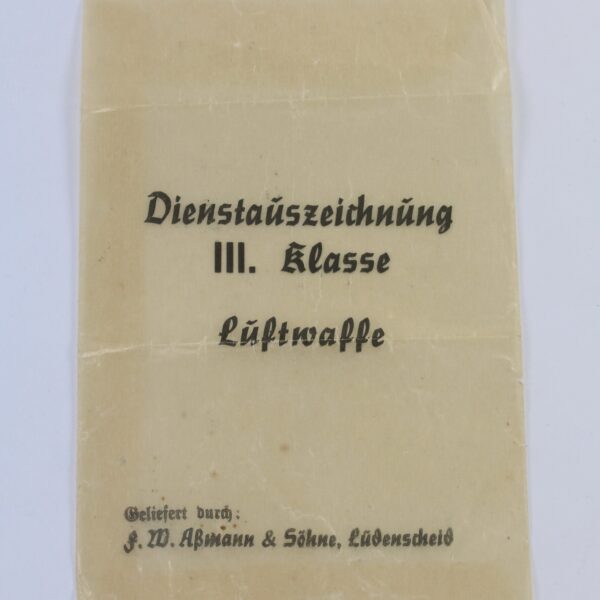 Dienstauszeichnung
III. Klasse
Luftwaffe
Geliefert durch:
F. W. Aßmann & Söhne, Lüdenscheid